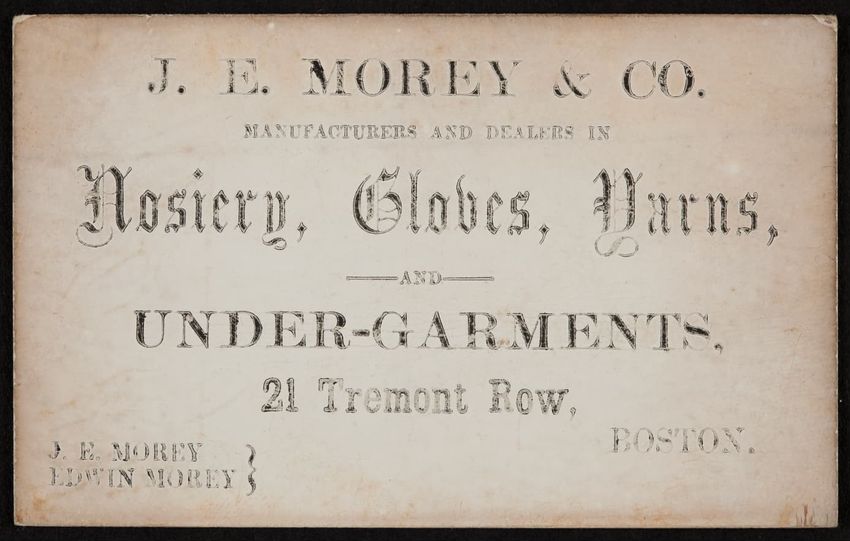 J. E. MOREY & CO.
MANUFACTURERS AND DEALERS IN
Hosiery, Gloves, Yarns,
AND
UNDER-GARMENTS,
21 Tremont Row,
BOSTON.
J. E. MOREY
EDWIN MOREY